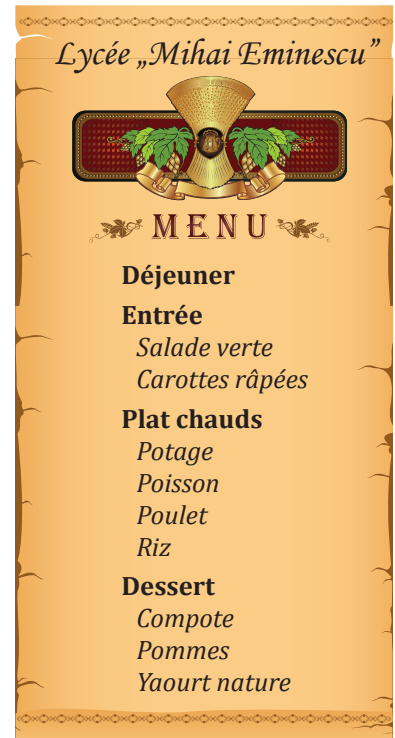 Lycée „Mihai Eminescu”
MENU
Déjeuner
Entrée
Salade verte
Carottes râpées
Plat chauds
Potage
Poisson
Poulet
Riz
Dessert
Compote
Pommes
Yaourt nature